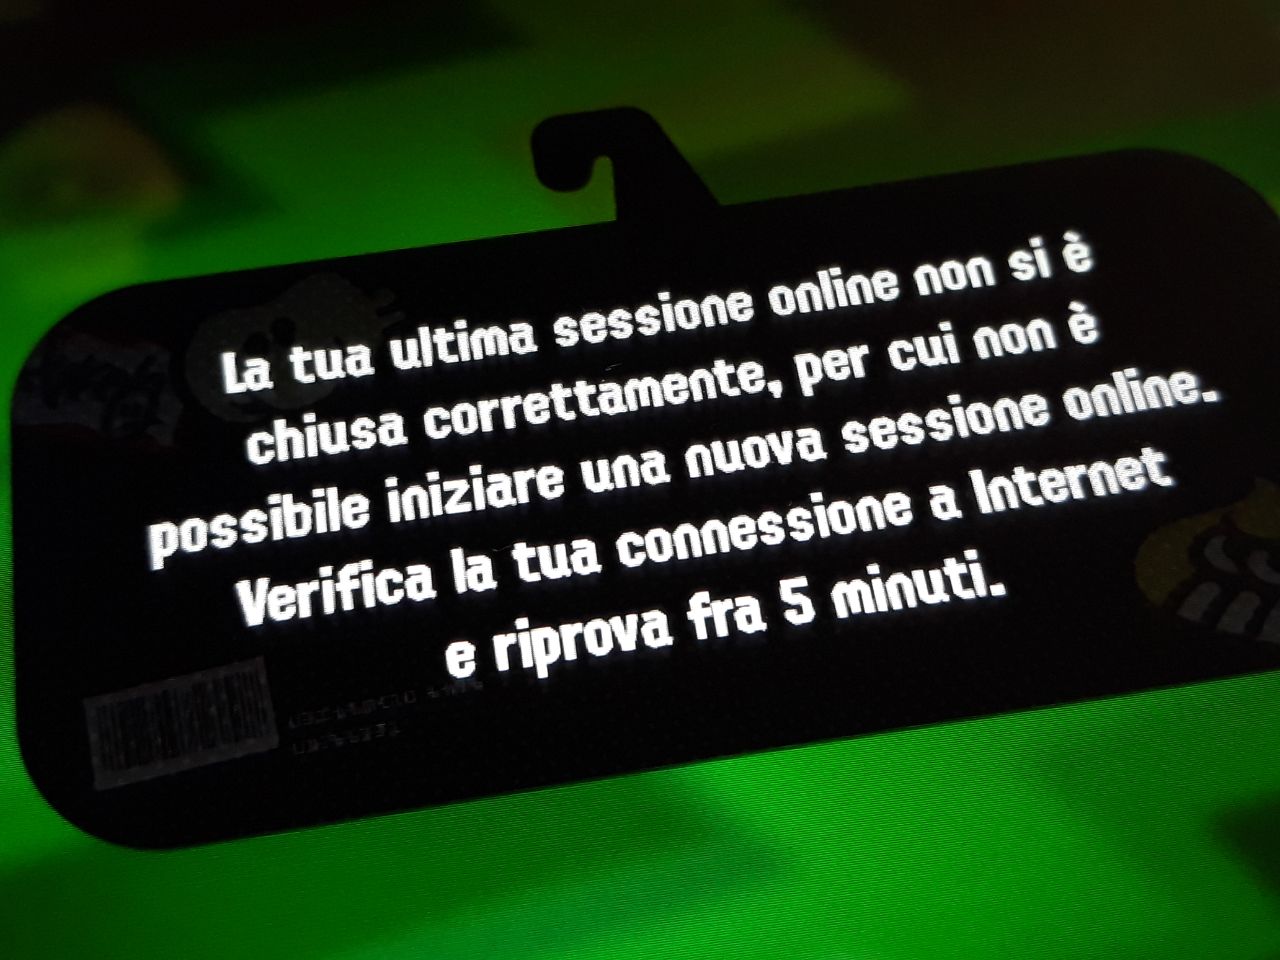 La tua ultima sessione online non si è
chiusa correttamente, per cui non è
possibile iniziare una nuova sessione online.
Verifica la tua connessione a Internet
e riprova fra 5 minuti.